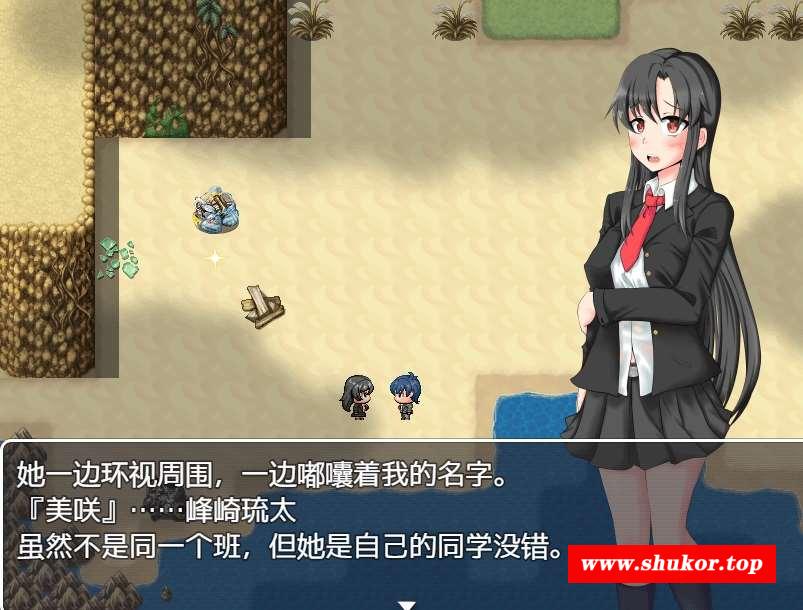 她一边环视周围，一边嘟囔着我的名字。
『美咲』……峰崎琉太
虽然不是同一个班，但她是自己的同学没错。
www.shukor.top